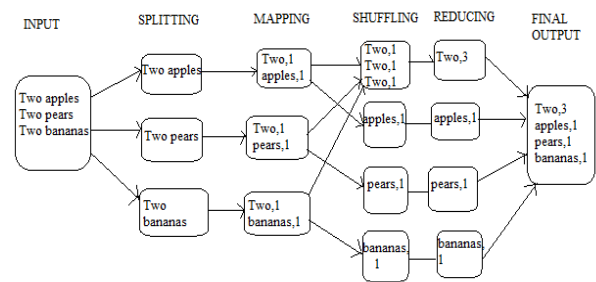 INPUT
SPLITTING
MAPPING
SHUFFLING
REDUCING
FINAL
OUTPUT
Two apples
Two pears
Two bananas
Two apples
Two pears
Two
bananas
Two,1
apples,1
Two,1
pears,1
Two,1
bananas,1
Two,1
Two,1
Two,1
apples,1
pears,1
bananas,
1
Two,3
apples,1
pears,1
bananas,
1
Two,3
apples,1
pears,1
bananas,1